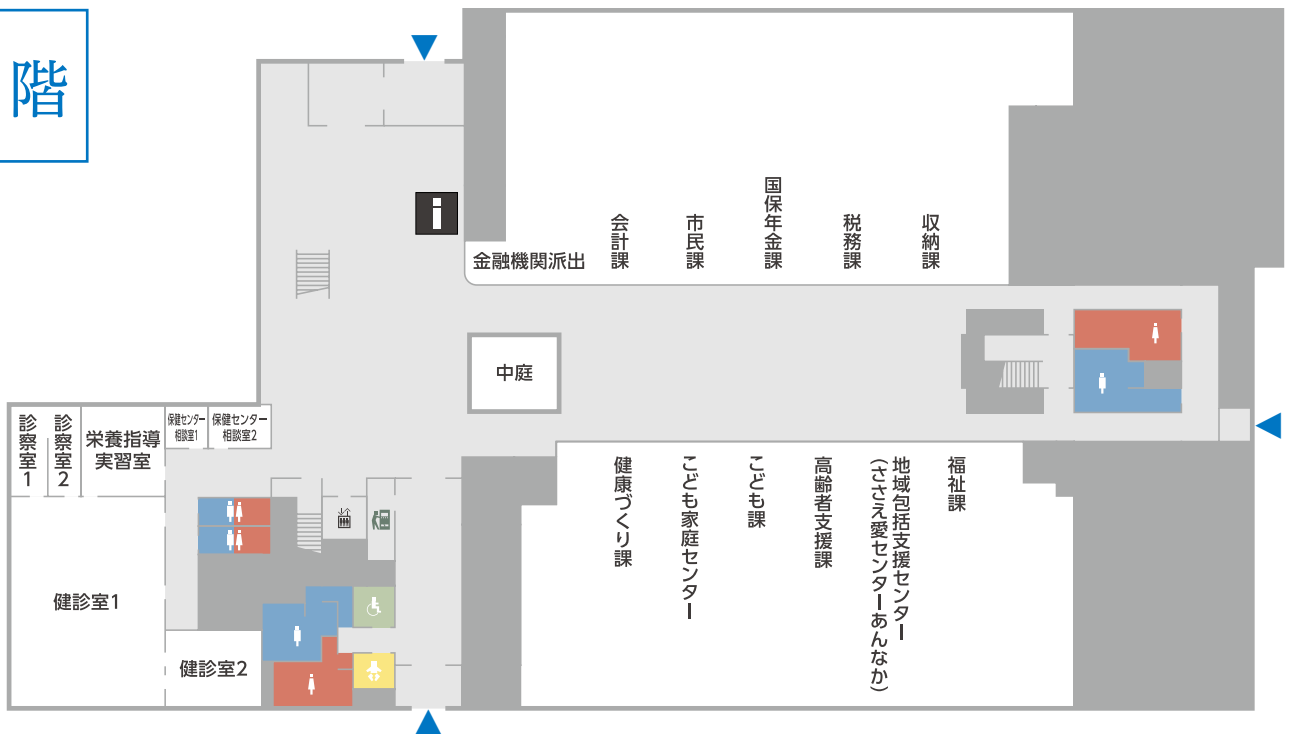 階
i
金融機関派出
会計課
市民課
国保年金課
税務課
収納課
中庭
診察室1
診察室2
栄養指導
実習室
保健センター
相談室1
保健センター
相談室2
健診室1
健診室2
健康づくり課
こども家庭センター
こども課
高齢者支援課
地域包括支援センター
(ささえ愛センターあんなか)
福祉課